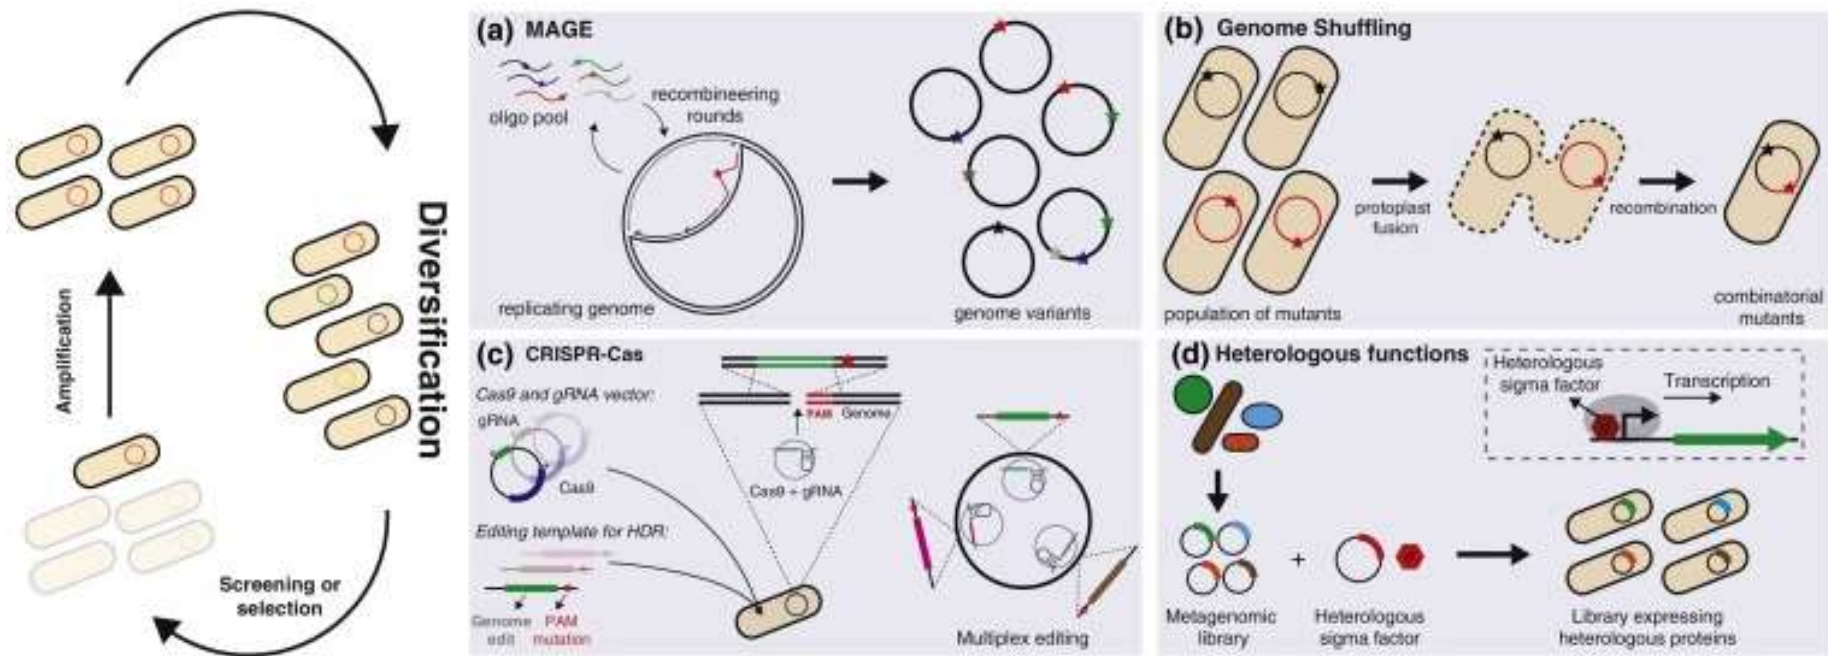 Amplification
Diversification
Screening or
selection
(a) MAGE
oligo pool
recombineering
rounds
replicating genome
genome variants
(b) Genome Shuffling
protoplast
fusion
recombination
population of mutants
combinatorial
mutants
(c) CRISPR-Cas
Cas9 and gRNA vector:
gRNA
Cas9
PAM
Genome
Cas9 + gRNA
Editing template for HDR:
Genome
edit
PAM
mutation
Multiplex editing
(d) Heterologous functions
Heterologous
sigma factor
Transcription
+
Metagenomic
library
Heterologous
sigma factor
Library expressing
heterologous proteins